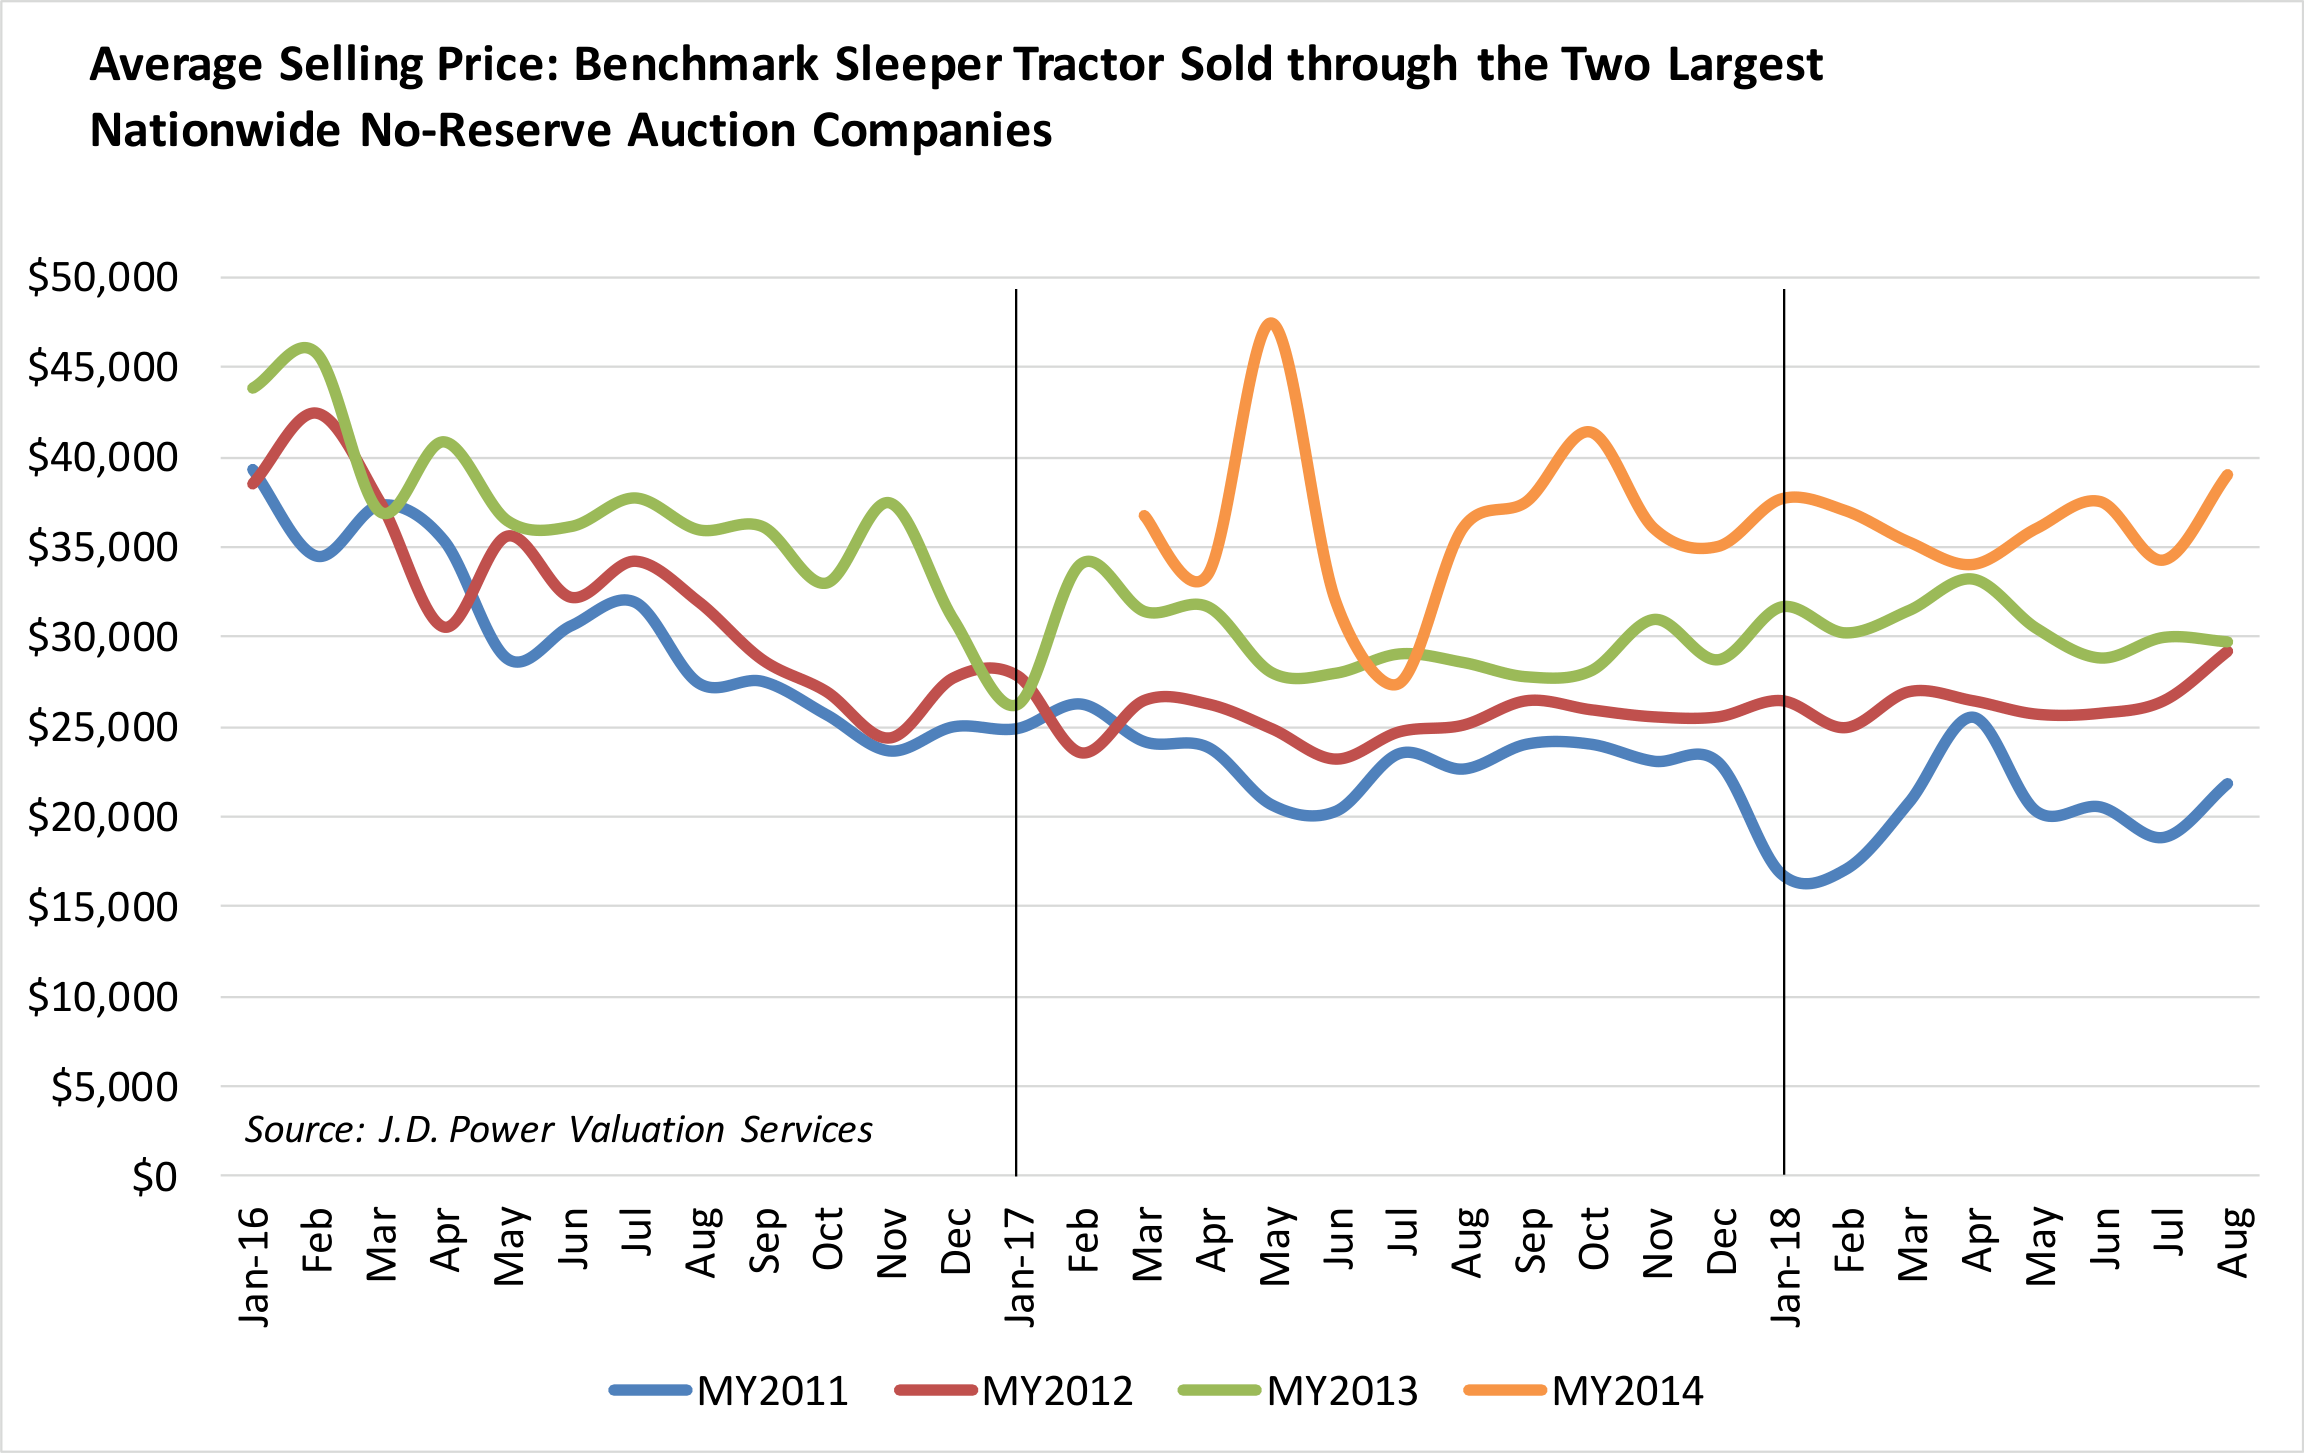 Average Selling Price: Benchmark Sleeper Tractor Sold through the Two Largest
Nationwide No-Reserve Auction Companies
$50,000
$45,000
$40,000
$35,000
$30,000
$25,000
$20,000
$15,000
$10,000
$5,000
$0
Source: J.D. Power Valuation Services
Jan-16
Feb
Mar
Apr
May
Jun
Jul
Aug
Sep
Oct
Nov
Dec
Jan-17
Feb
Mar
Apr
May
Jun
Jul
Aug
Sep
Oct
Nov
Dec
Jan-18
Feb
Mar
Apr
May
Jun
Jul
Aug
MY2011
MY2012
MY2013
MY2014